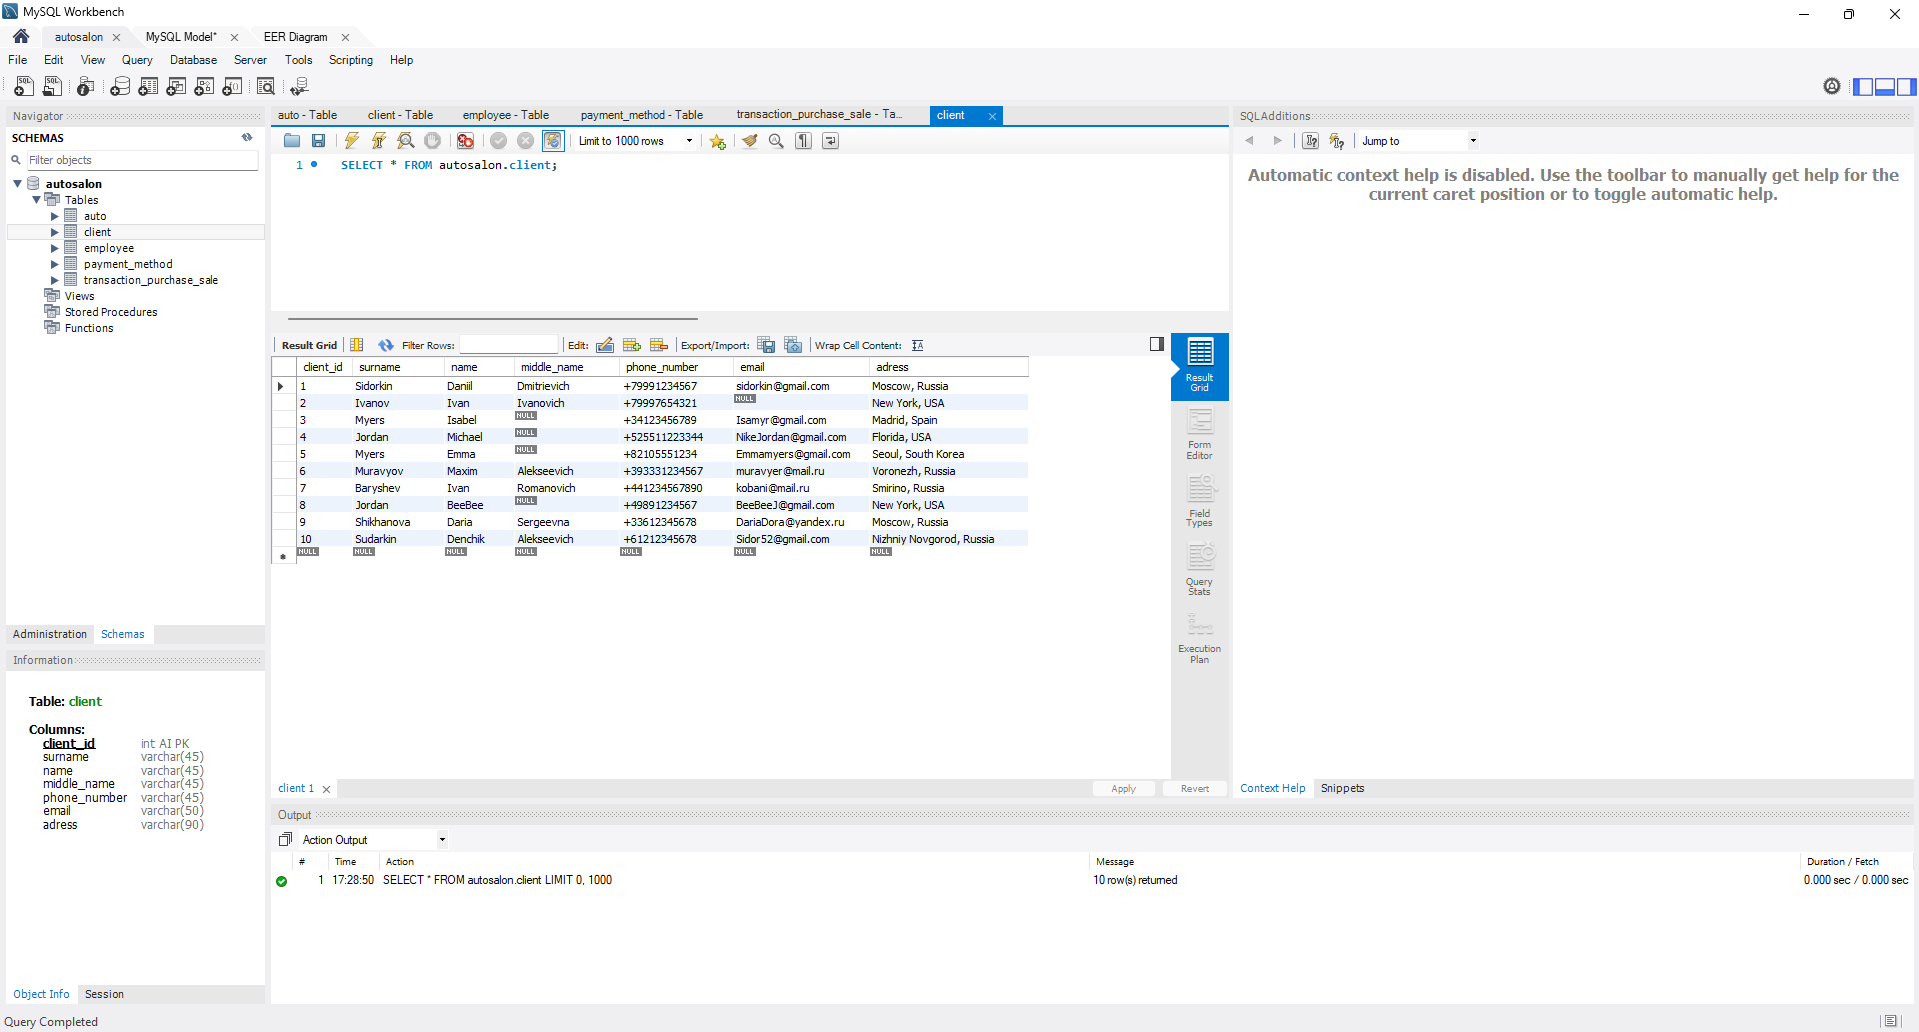 MySQL Workbench
autosalon MySQL Model* EER Diagram
File Edit View Query Database Server Tools Scripting Help
Navigator
SCHEMAS
Filter objects
autosalon
Tables
auto
client
employee
payment_method
transaction_purchase_sale
Views
Stored Procedures
Functions
Administration Schemas
Information
Table: client
Columns:
client_id int AI PK
surname varchar(45)
name varchar(45)
middle_name varchar(45)
phone_number varchar(45)
email varchar(50)
adress varchar(90)
Object Info Session
auto - Table client - Table employee - Table payment_method - Table transaction_purchase_sale - Ta... client
Limit to 1000 rows
1 SELECT * FROM autosalon.client;
Result Grid Filter Rows: Edit: Export/Import: Wrap Cell Content:
client_id surname name middle_name phone_number email adress
1 Sidorkin Daniil Dmitrievich +79991234567 sidorkin@gmail.com Moscow, Russia
2 Ivanov Ivan Ivanovich +79997654321 NULL New York, USA
3 Myers Isabel NULL +34123456789 Isamyr@gmail.com Madrid, Spain
4 Jordan Michael NULL +525511223344 NikeJordan@gmail.com Florida, USA
5 Myers Emma NULL +82105551234 Emmamyers@gmail.com Seoul, South Korea
6 Muravyov Maxim Alekseevich +393331234567 muravyer@mail.ru Voronezh, Russia
7 Baryshev Ivan Romanovich +441234567890 kobani@mail.ru Smirino, Russia
8 Jordan BeeBee NULL +49891234567 BeeBeeJ@gmail.com New York, USA
9 Shikhanova Daria Sergeevna +33612345678 DariaDora@yandex.ru Moscow, Russia
10 Sudarkin Denchik Alekseevich +61212345678 Sidor52@gmail.com Nizhniy Novgorod, Russia
NULL NULL NULL NULL NULL NULL NULL
Result
Grid
Form
Editor
Field
Types
Query
Stats
Execution
Plan
client 1 Apply Revert
SQLAdditions
Jump to
Automatic context help is disabled. Use the toolbar to manually get help for the
current caret position or to toggle automatic help.
Context Help Snippets
Output
Action Output
# Time Action Message Duration / Fetch
1 17:28:50 SELECT * FROM autosalon.client LIMIT 0, 1000 10 row(s) returned 0.000 sec / 0.000 sec
Query Completed